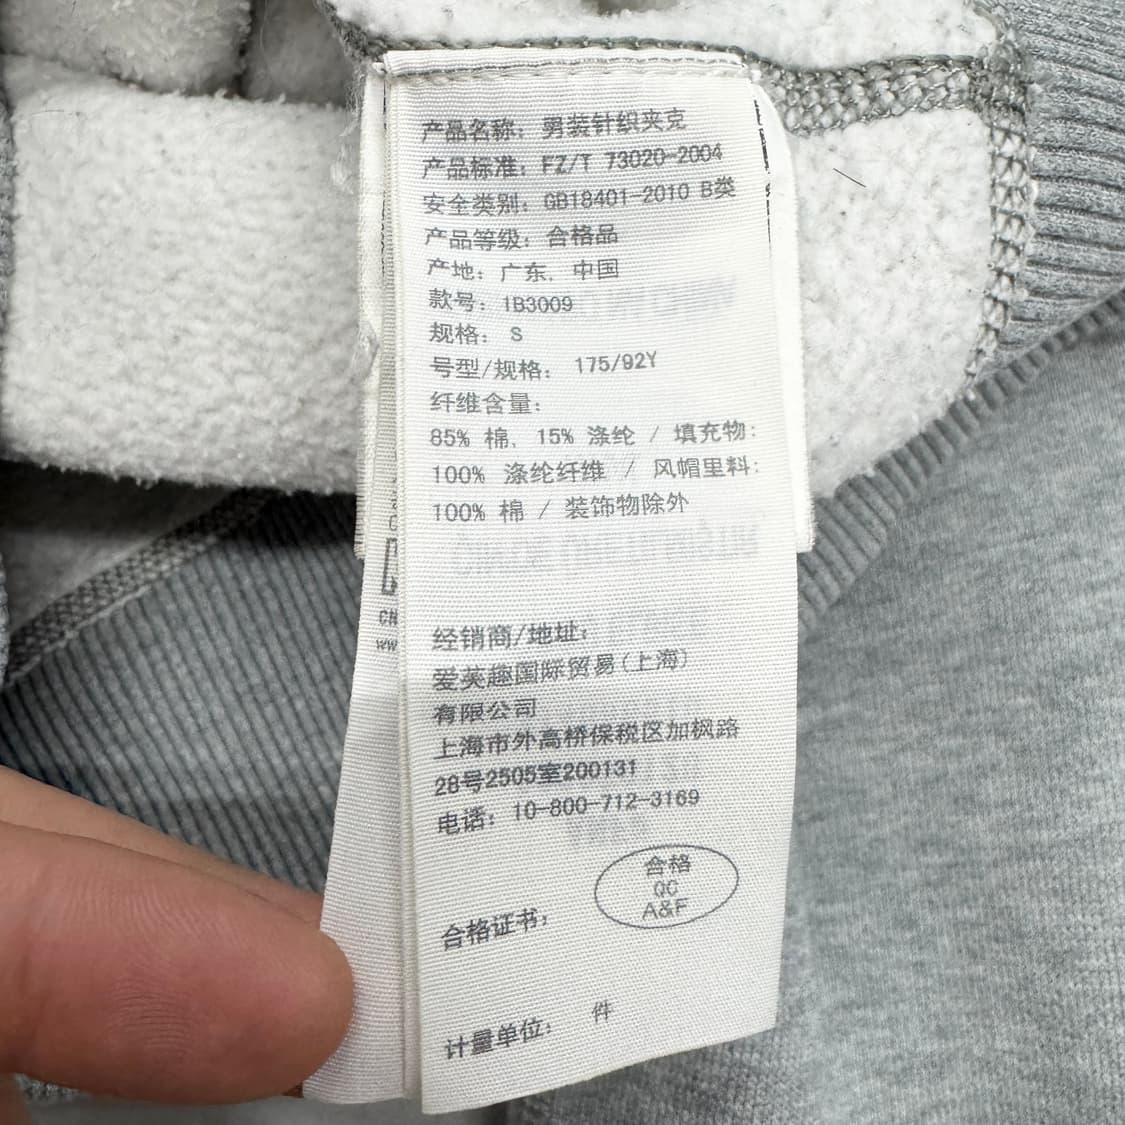 产品名称: 男装针织夹克
产品标准: FZ/T 73020-2004
安全类别: GB18401-2010 B类
产品等级: 合格品
产地: 广东, 中国
款号: 1B3009
规格: S
号型/规格: 175/92Y
纤维含量:
85% 棉, 15% 涤纶 / 填充物:
100% 涤纶纤维 / 风帽里料:
100% 棉 / 装饰物除外
经销商/地址:
爱芙趣国际贸易(上海)
有限公司
上海市外高桥保税区加枫路
28号2505室200131
电话: 10-800-712-3169
合格
QC
A&F
合格证书:
计量单位: 件
CN
ww